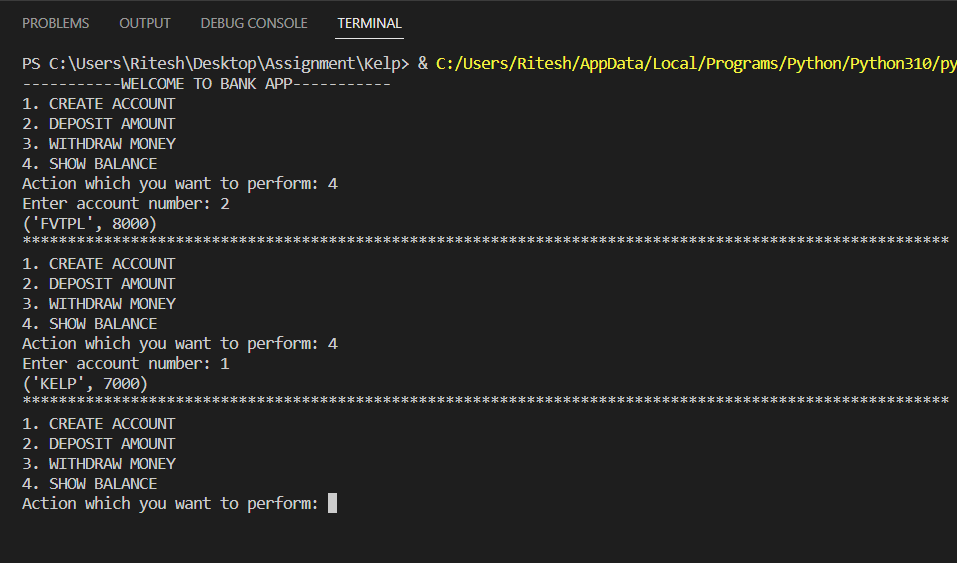 PROBLEMS OUTPUT DEBUG CONSOLE TERMINAL
PS C:\Users\Ritesh\Desktop\Assignment\Kelp> & C:/Users/Ritesh/AppData/Local/Programs/Python/Python310/py
-----------WELCOME TO BANK APP-----------
1. CREATE ACCOUNT
2. DEPOSIT AMOUNT
3. WITHDRAW MONEY
4. SHOW BALANCE
Action which you want to perform: 4
Enter account number: 2
('FVTPL', 8000)
*******************************************************************************************************
1. CREATE ACCOUNT
2. DEPOSIT AMOUNT
3. WITHDRAW MONEY
4. SHOW BALANCE
Action which you want to perform: 4
Enter account number: 1
('KELP', 7000)
*******************************************************************************************************
1. CREATE ACCOUNT
2. DEPOSIT AMOUNT
3. WITHDRAW MONEY
4. SHOW BALANCE
Action which you want to perform: